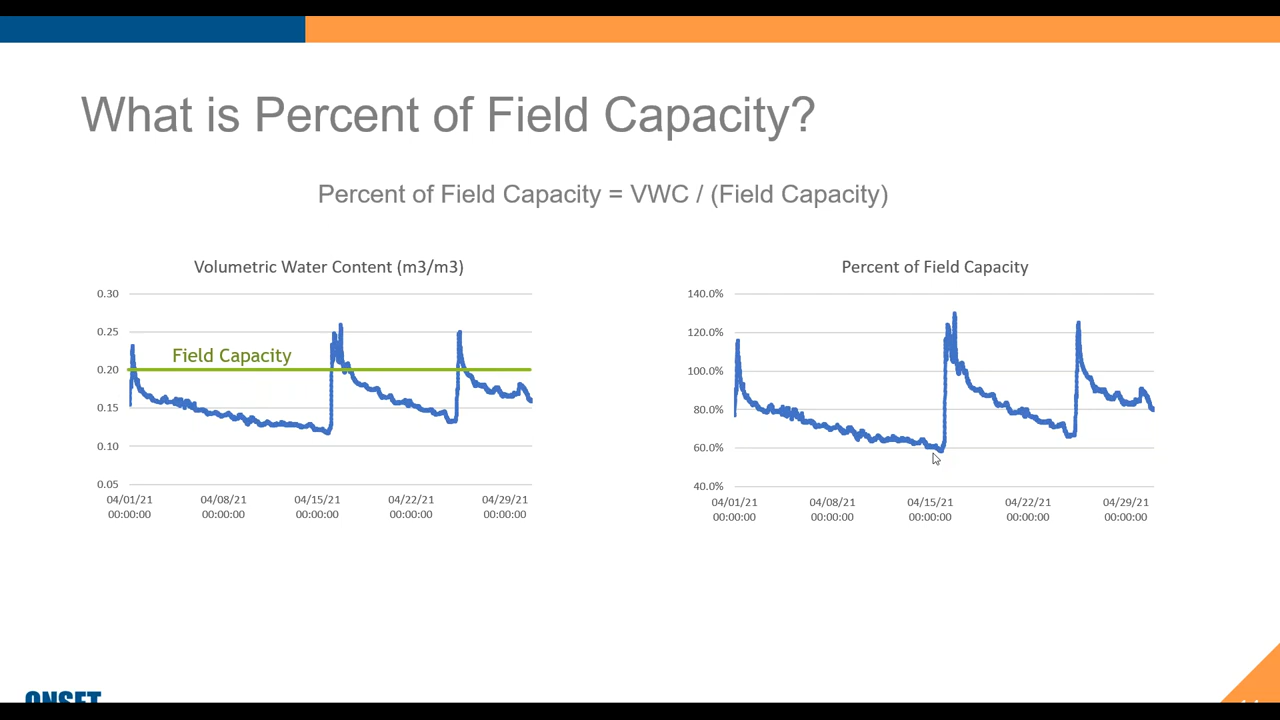 What is Percent of Field Capacity?
Percent of Field Capacity = VWC / (Field Capacity)
Volumetric Water Content (m3/m3)
0.30
0.25
0.20
0.15
0.10
0.05
Field Capacity
04/01/21 04/08/21 04/15/21 04/22/21 04/29/21
00:00:00 00:00:00 00:00:00 00:00:00 00:00:00
Percent of Field Capacity
140.0%
120.0%
100.0%
80.0%
60.0%
40.0%
04/01/21 04/08/21 04/15/21 04/22/21 04/29/21
00:00:00 00:00:00 00:00:00 00:00:00 00:00:00
ONSET